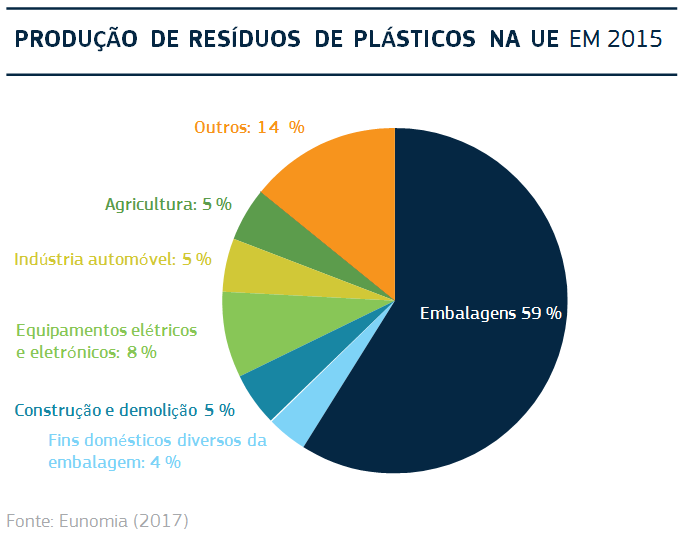 PRODUÇÃO DE RESÍDUOS DE PLÁSTICOS NA UE EM 2015
Outros: 14 %
Agricultura: 5 %
Indústria automóvel: 5 %
Embalagens 59 %
Equipamentos elétricos
e eletrónicos: 8 %
Construção e demolição 5 %
Fins domésticos diversos da
embalagem: 4 %
Fonte: Eunomia (2017)